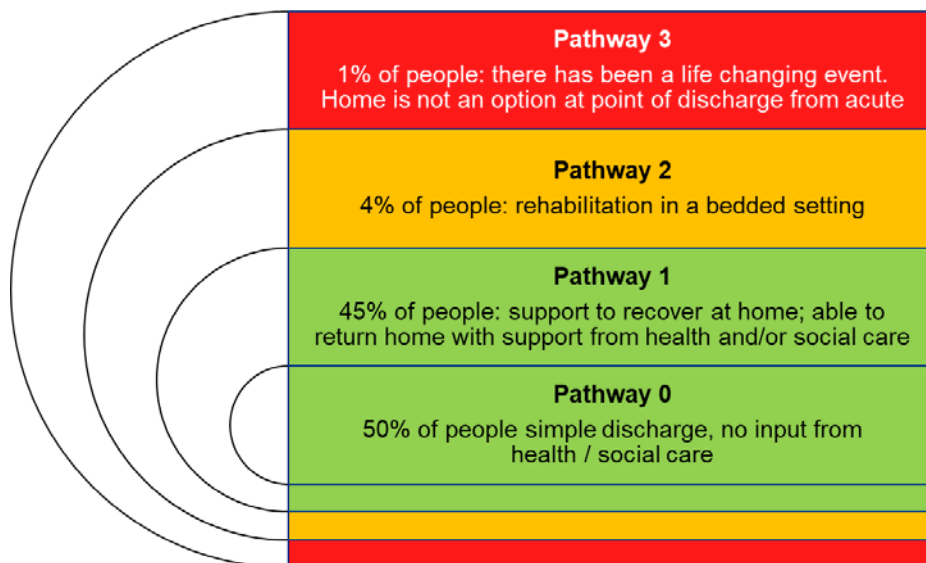 Pathway 3
1% of people: there has been a life changing event.
Home is not an option at point of discharge from acute
Pathway 2
4% of people: rehabilitation in a bedded setting
Pathway 1
45% of people: support to recover at home; able to
return home with support from health and/or social care
Pathway 0
50% of people simple discharge, no input from
health / social care